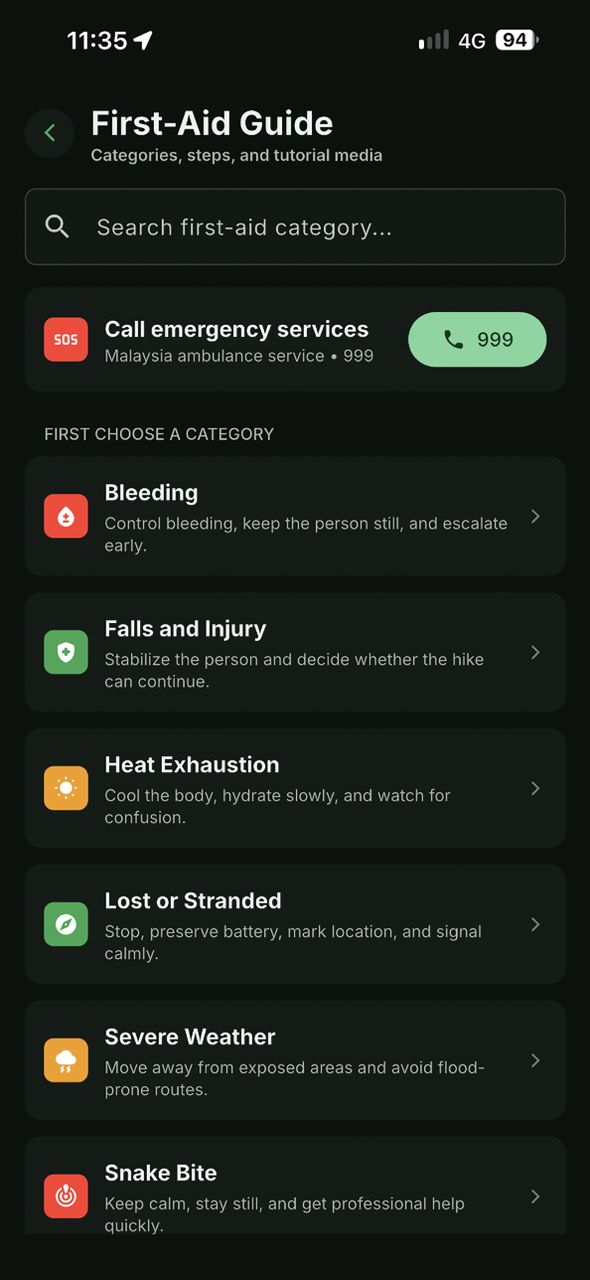 11:35
4G 94
First-Aid Guide
Categories, steps, and tutorial media
Search first-aid category...
SOS
Call emergency services
Malaysia ambulance service • 999
999
FIRST CHOOSE A CATEGORY
Bleeding
Control bleeding, keep the person still, and escalate
early.
Falls and Injury
Stabilize the person and decide whether the hike
can continue.
Heat Exhaustion
Cool the body, hydrate slowly, and watch for
confusion.
Lost or Stranded
Stop, preserve battery, mark location, and signal
calmly.
Severe Weather
Move away from exposed areas and avoid flood-
prone routes.
Snake Bite
Keep calm, stay still, and get professional help
quickly.